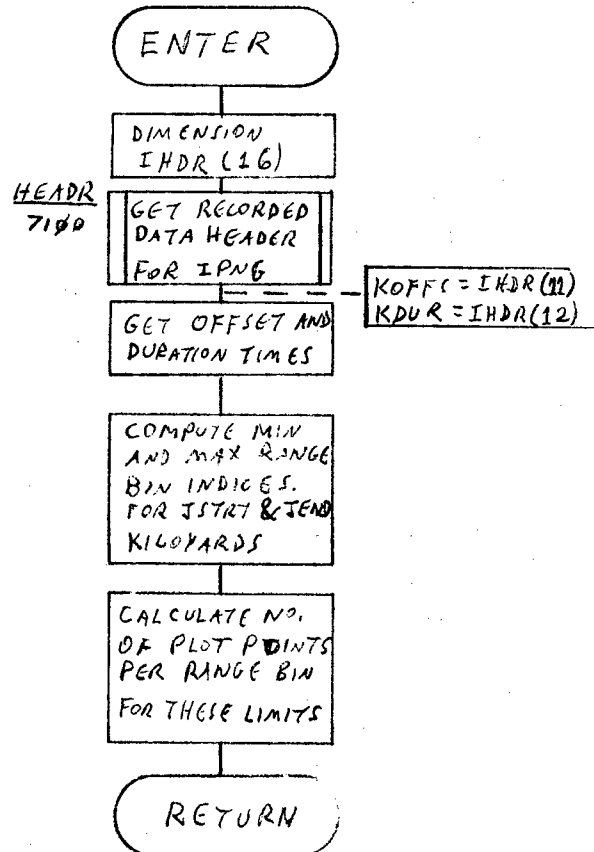 ENTER
DIMENSION
IHDR (16)
HEADR
7100
GET RECORDED
DATA HEADER
FOR IPNG
KOFFS = IHDR(11)
KDUR = IHDR(12)
GET OFFSET AND
DURATION TIMES
COMPUTE MIN
AND MAX RANGE
BIN INDICES.
FOR JSTRT & JEND
KILOYARDS
CALCULATE NO.
OF PLOT POINTS
PER RANGE BIN
FOR THESE LIMITS
RETURN